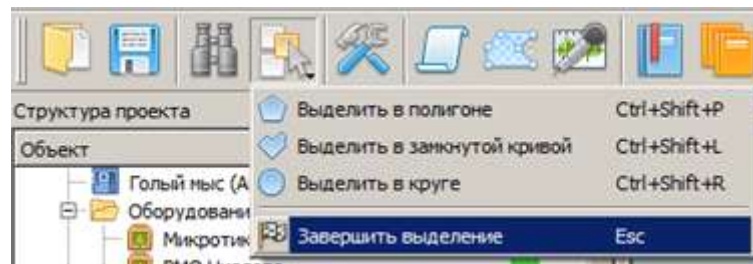 Структура проекта
Объект
Голый мыс (А
Оборудовани
Микротик
Выделить в полигоне Ctrl+Shift+P
Выделить в замкнутой кривой Ctrl+Shift+L
Выделить в круге Ctrl+Shift+R
Завершить выделение Esc